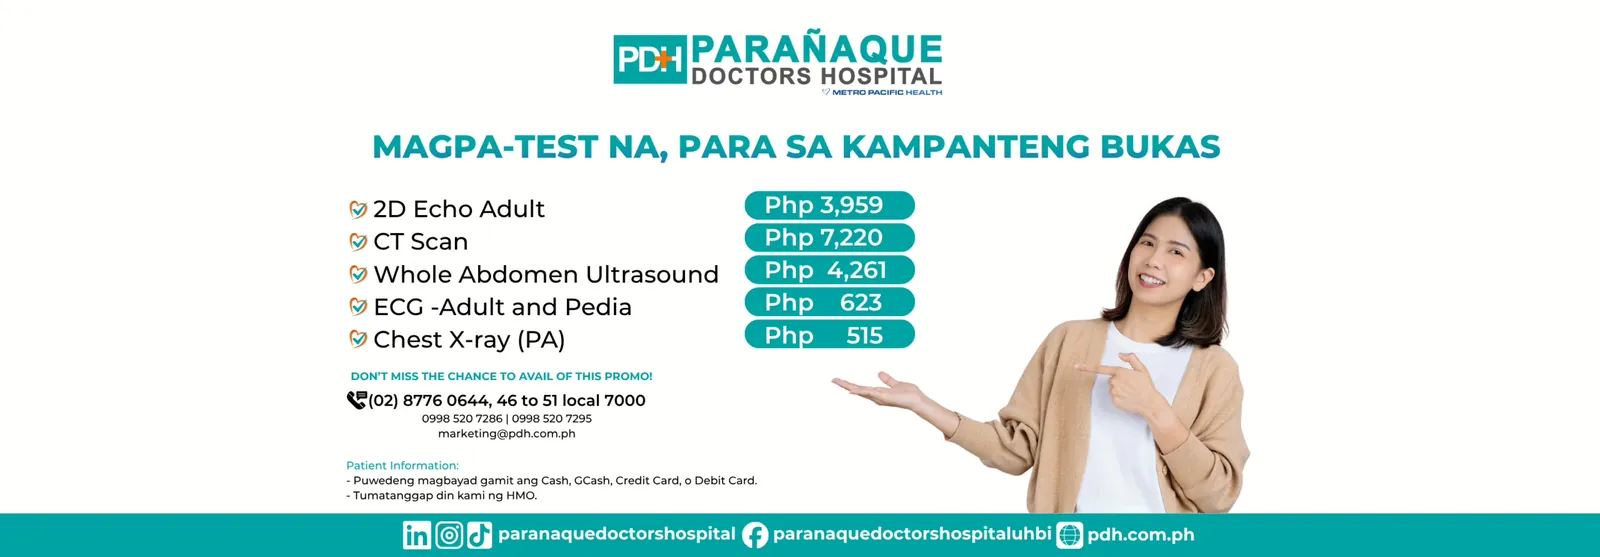 PDH PARAÑAQUE
DOCTORS HOSPITAL
METRO PACIFIC HEALTH
MAGPA-TEST NA, PARA SA KAMPANTENG BUKAS
2D Echo Adult Php 3,959
CT Scan Php 7,220
Whole Abdomen Ultrasound Php 4,261
ECG -Adult and Pedia Php 623
Chest X-ray (PA) Php 515
DON'T MISS THE CHANCE TO AVAIL OF THIS PROMO!
(02) 8776 0644, 46 to 51 local 7000
0998 520 7286 | 0998 520 7295
marketing@pdh.com.ph
Patient Information:
- Puwedeng magbayad gamit ang Cash, GCash, Credit Card, o Debit Card.
- Tumatanggap din kami ng HMO.
paranaquedoctorshospital paranaquedoctorshospitaluhbi pdh.com.ph